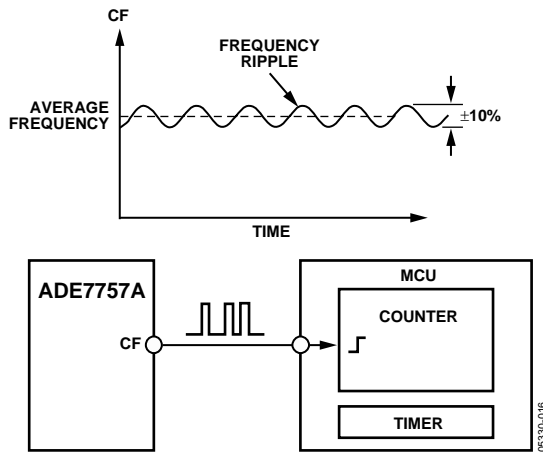 CF
FREQUENCY
RIPPLE
AVERAGE
FREQUENCY
±10%
TIME
ADE7757A
CF
MCU
COUNTER
TIMER
05330-016